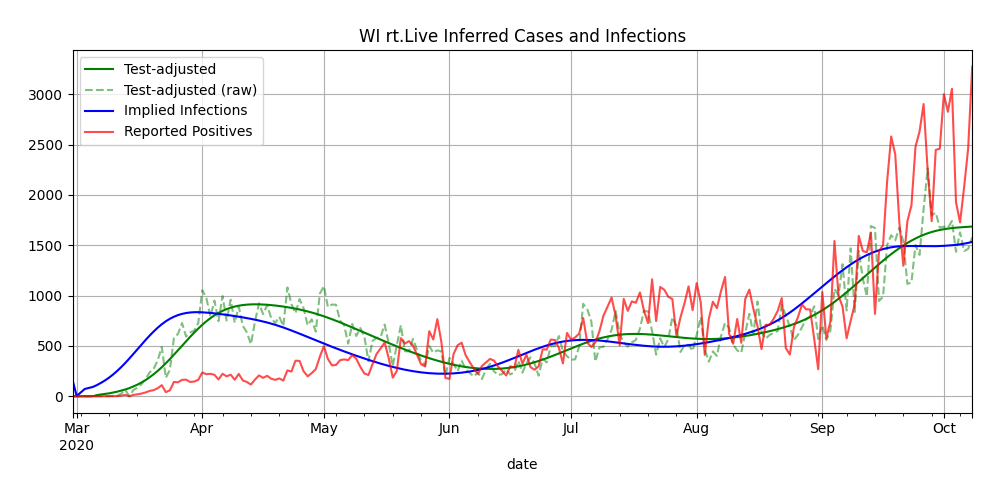 WI rt.Live Inferred Cases and Infections
Test-adjusted
Test-adjusted (raw)
Implied Infections
Reported Positives
3000
2500
2000
1500
1000
500
0
Mar Apr May Jun Jul Aug Sep Oct
2020
date